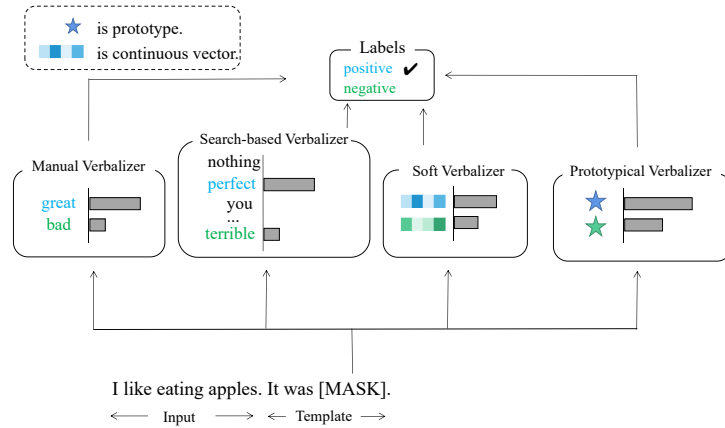 is prototype.
is continuous vector.
Labels
positive ✔
negative
Manual Verbalizer
great
bad
Search-based Verbalizer
nothing
perfect
you
...
terrible
Soft Verbalizer
Prototypical Verbalizer
I like eating apples. It was [MASK].
Input
Template